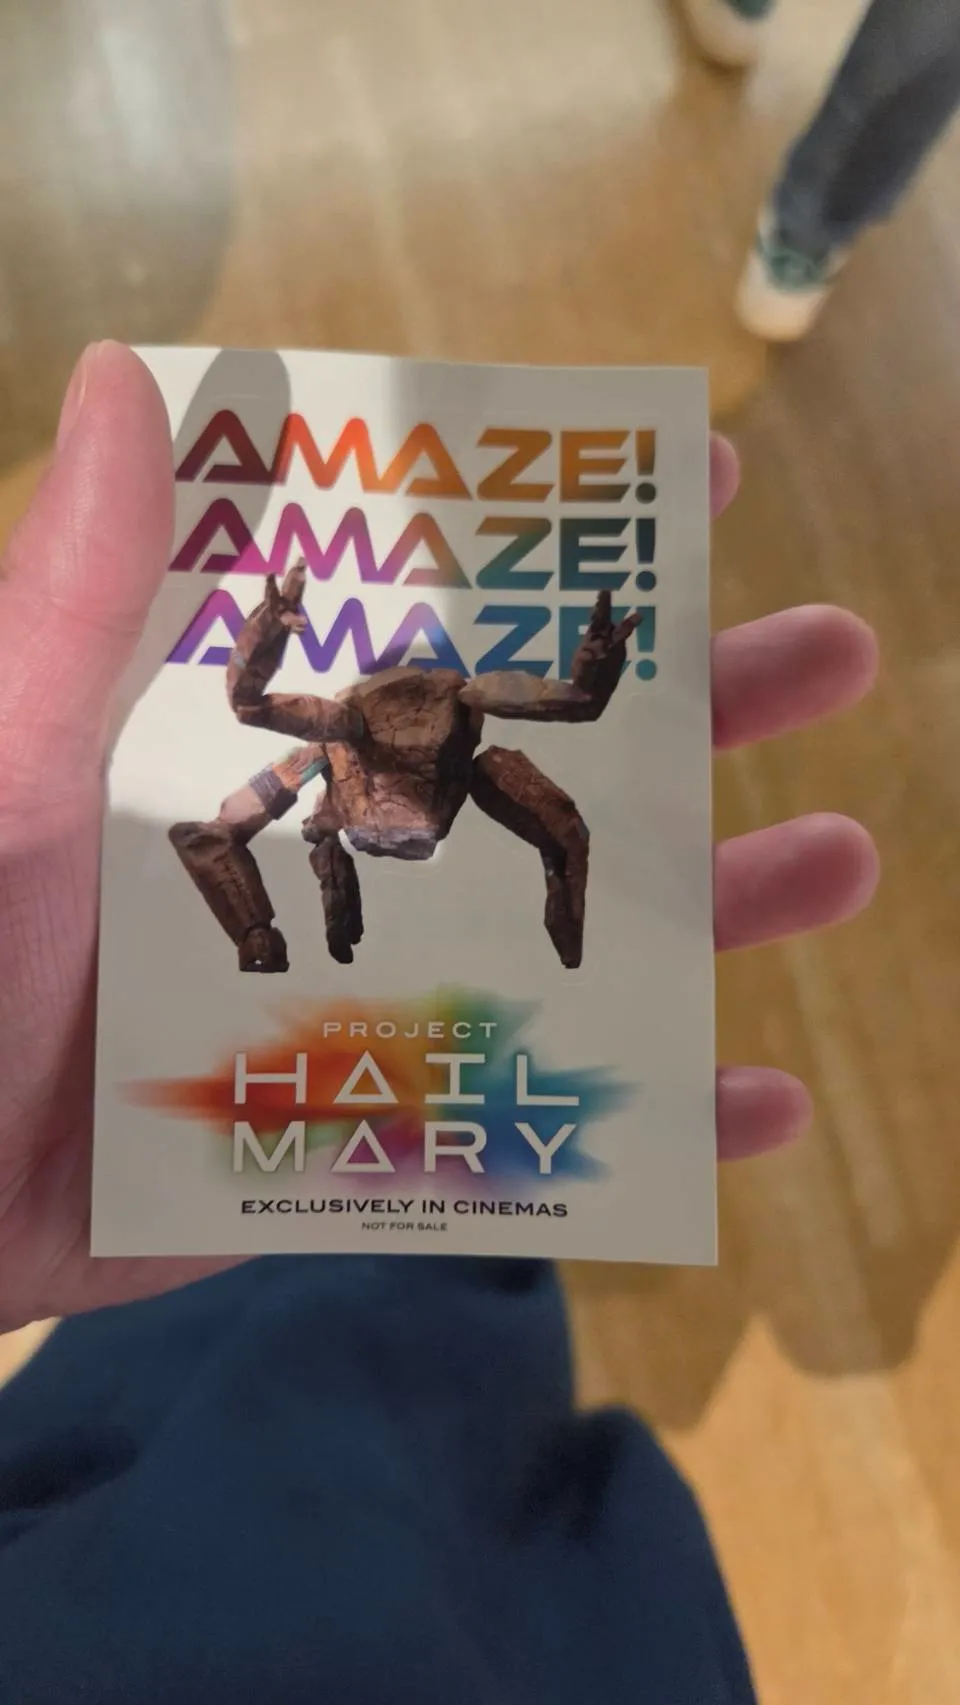 AMAZE!
AMAZE!
AMAZE!
PROJECT
HAIL
MARY
EXCLUSIVELY IN CINEMAS
NOT FOR SALE